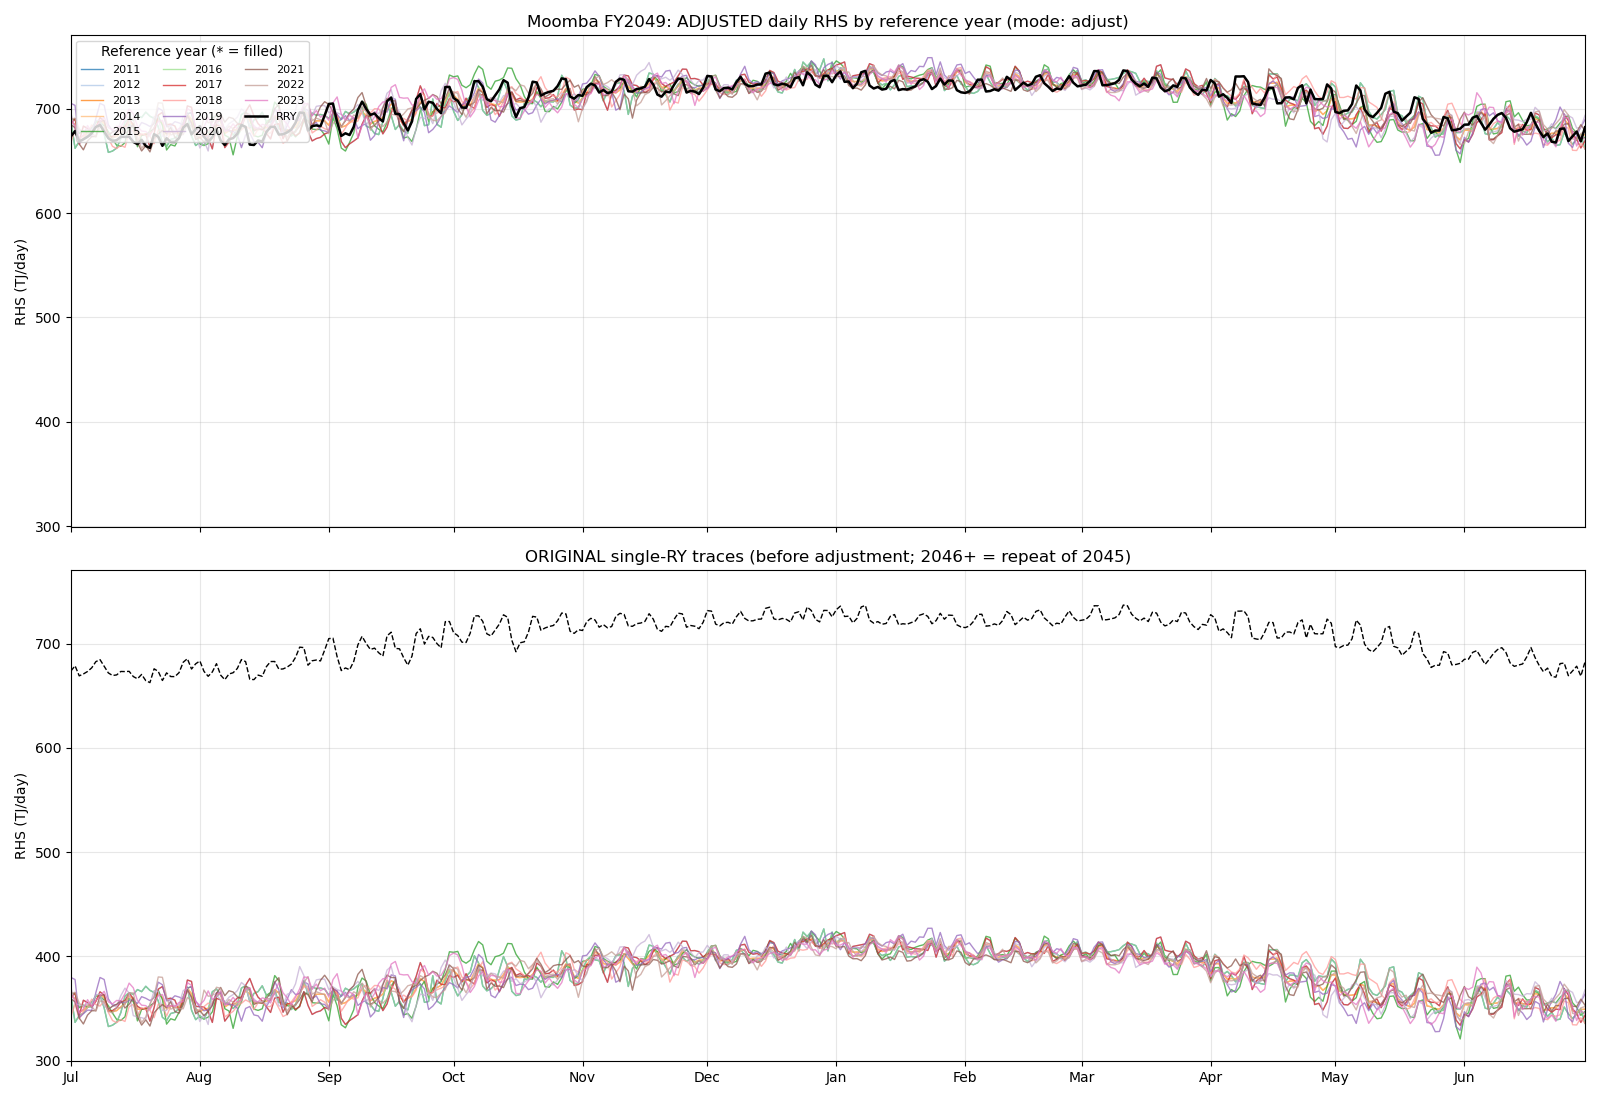 Moomba FY2049: ADJUSTED daily RHS by reference year (mode: adjust)
Reference year (* = filled)
2011 2016 2021
2012 2017 2022
2013 2018 2023
2014 2019 RRY
2015 2020
RHS (TJ/day)
700
600
500
400
300
ORIGINAL single-RY traces (before adjustment; 2046+ = repeat of 2045)
RHS (TJ/day)
700
600
500
400
300
Jul Aug Sep Oct Nov Dec Jan Feb Mar Apr May Jun